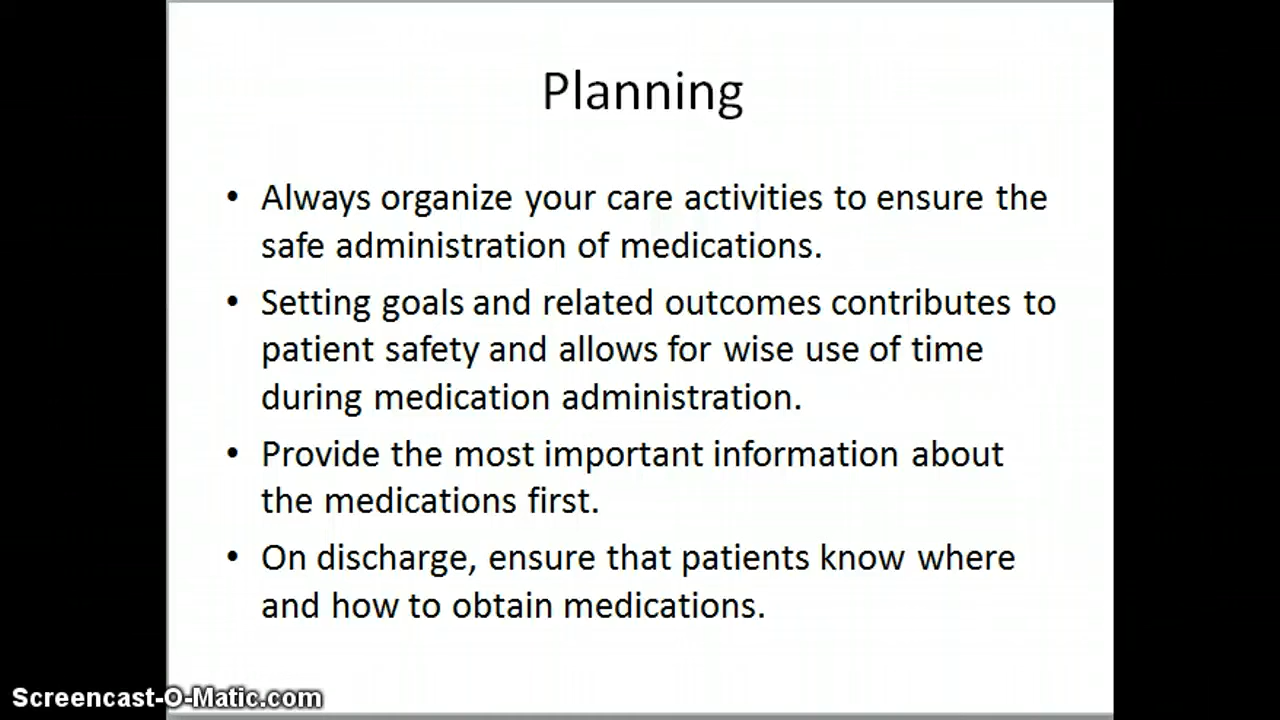 Planning
• Always organize your care activities to ensure the
safe administration of medications.
• Setting goals and related outcomes contributes to
patient safety and allows for wise use of time
during medication administration.
• Provide the most important information about
the medications first.
• On discharge, ensure that patients know where
and how to obtain medications.
Screencast-O-Matic.com